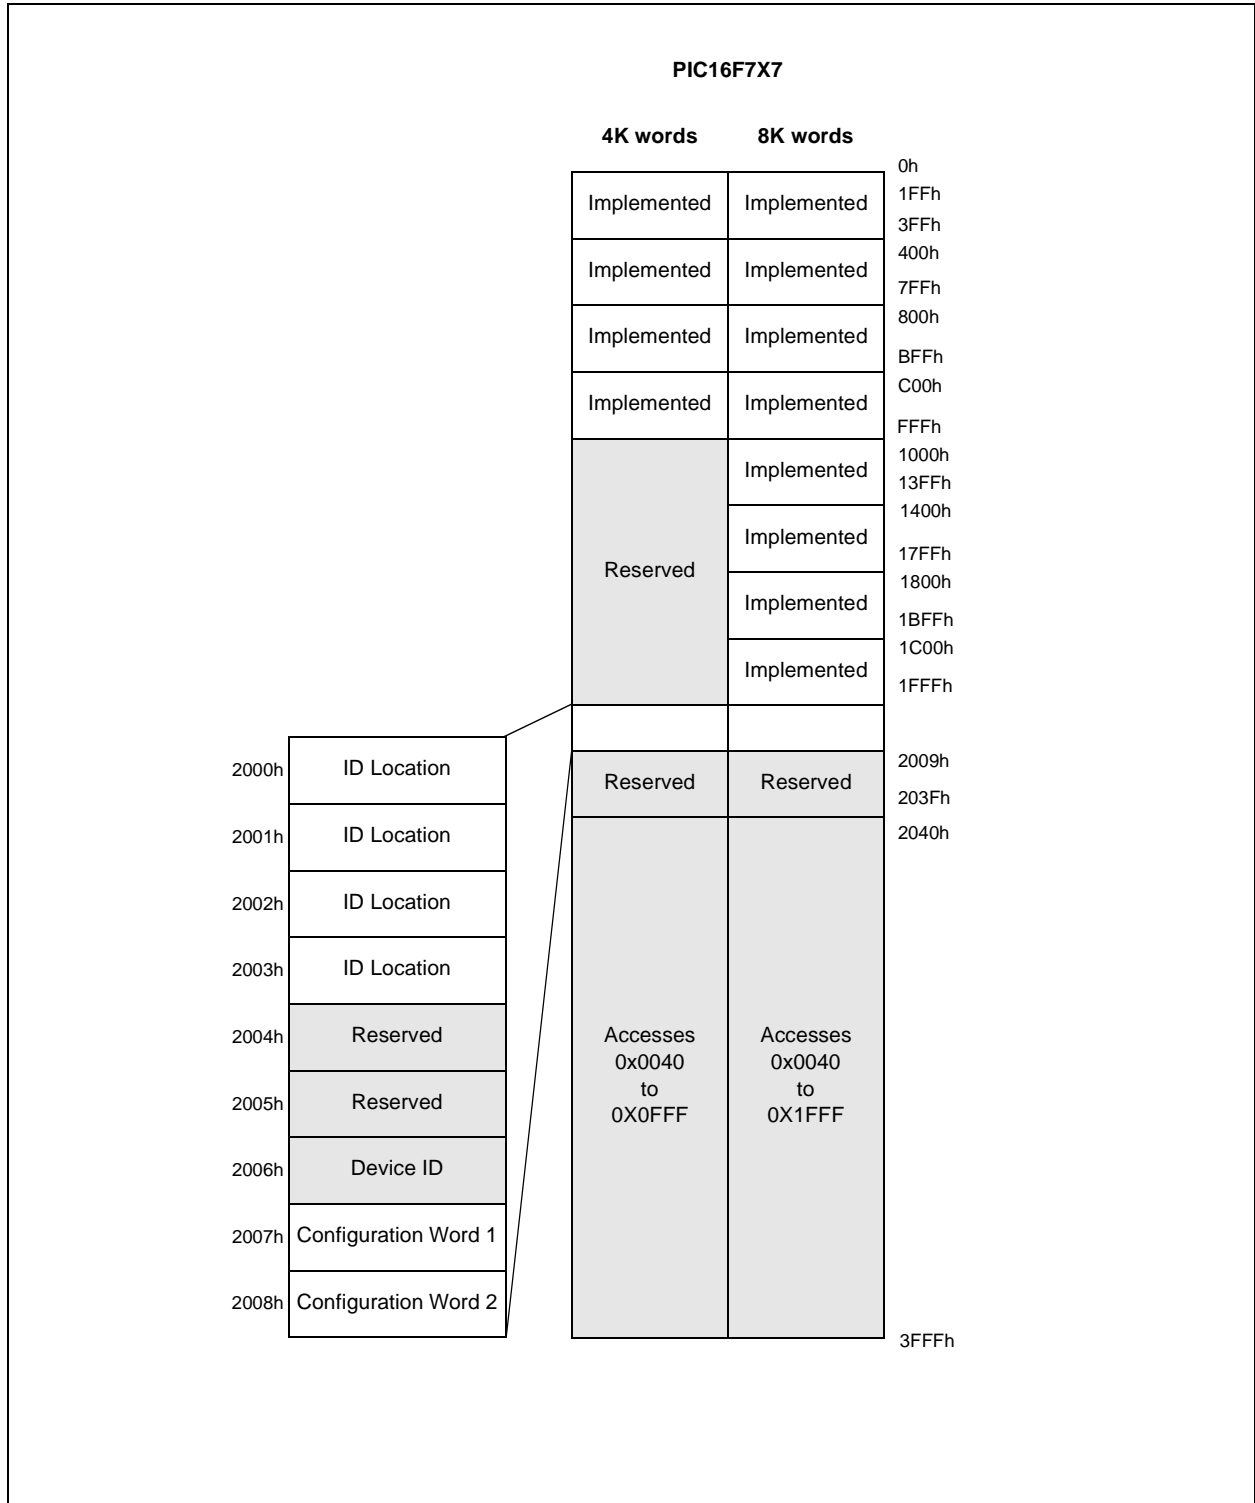 PIC16F7X7
4K words 8K words
0h
Implemented Implemented 1FFh
3FFh
400h
Implemented Implemented
7FFh
800h
Implemented Implemented
BFFh
C00h
Implemented Implemented
FFFh
1000h
Implemented
13FFh
1400h
Implemented
17FFh
Reserved
1800h
Implemented
1BFFh
1C00h
Implemented
1FFFh
2009h
Reserved Reserved
203Fh
2040h
2000h ID Location
2001h ID Location
2002h ID Location
2003h ID Location
2004h Reserved
2005h Reserved
2006h Device ID
2007h Configuration Word 1
2008h Configuration Word 2
Accesses Accesses
0x0040 0x0040
to to
0X0FFF 0X1FFF
3FFFh